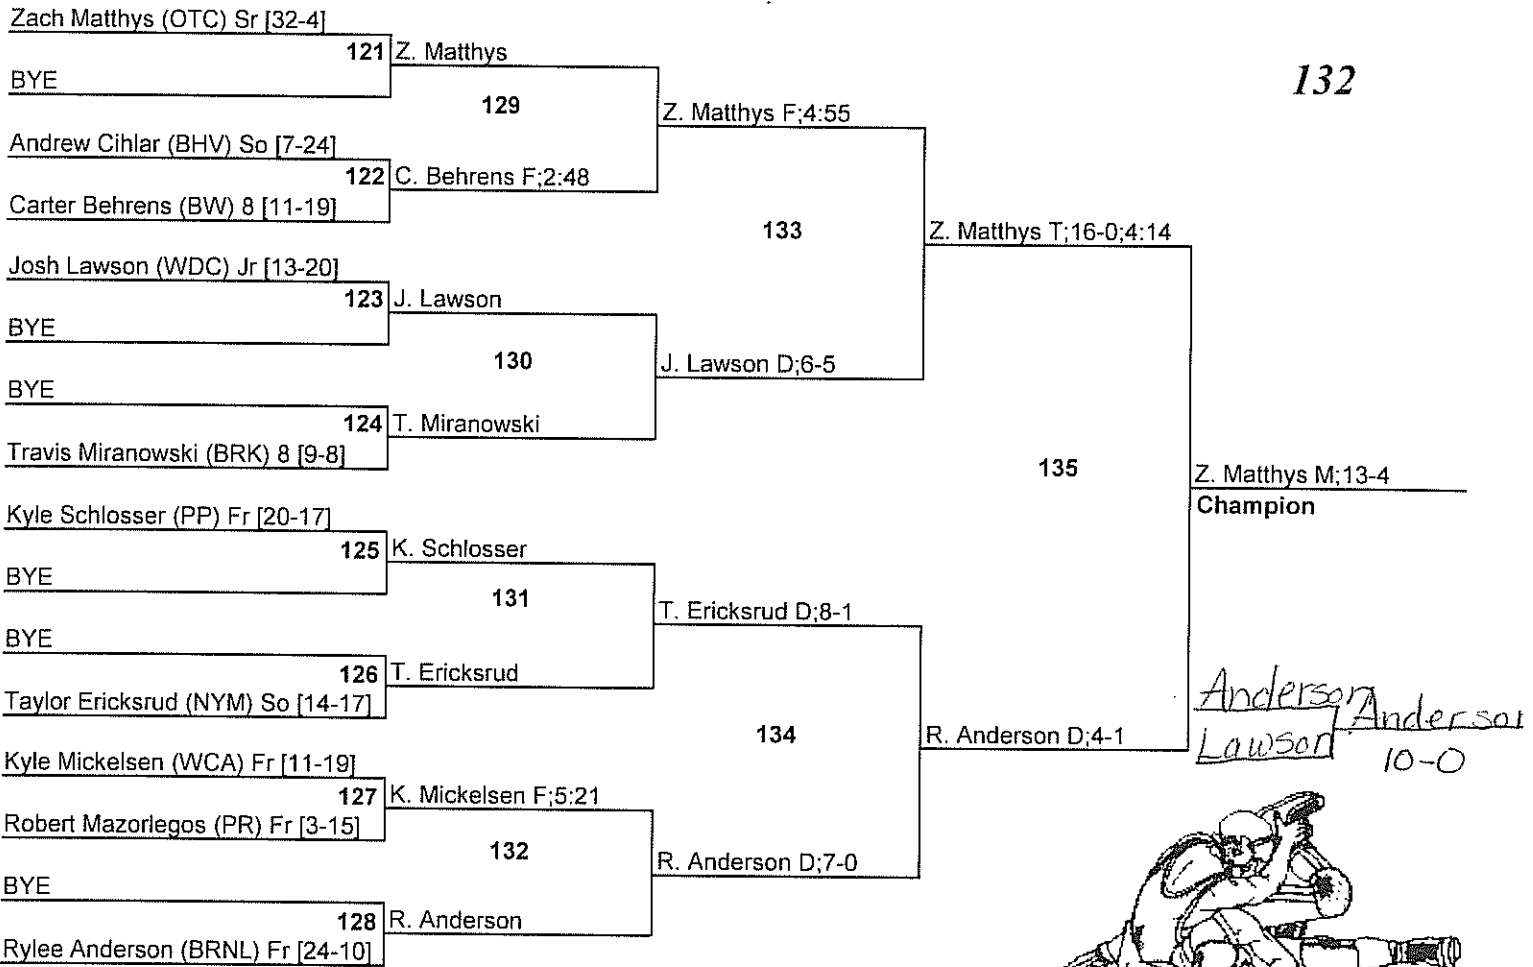 Zach Matthys (OTC) Sr [32-4]
121 Z. Matthys
BYE
129
132
Z. Matthys F;4:55
Andrew Cihlar (BHV) So [7-24]
122 C. Behrens F;2:48
Carter Behrens (BW) 8 [11-19]
133
Z. Matthys T;16-0;4:14
Josh Lawson (WDC) Jr [13-20]
123 J. Lawson
BYE
130
J. Lawson D;6-5
BYE
124 T. Miranowski
Travis Miranowski (BRK) 8 [9-8]
135
Z. Matthys M;13-4
Champion
Kyle Schlosser (PP) Fr [20-17]
125 K. Schlosser
BYE
131
T. Ericksrud D;8-1
BYE
126 T. Ericksrud
Taylor Ericksrud (NYM) So [14-17]
134
R. Anderson D;4-1
Anderson
Lawson
Anderson
10-0
Kyle Mickelsen (WCA) Fr [11-19]
127 K. Mickelsen F;5:21
Robert Mazorlegos (PR) Fr [3-15]
132
R. Anderson D;7-0
BYE
128 R. Anderson
Rylee Anderson (BRNL) Fr [24-10]